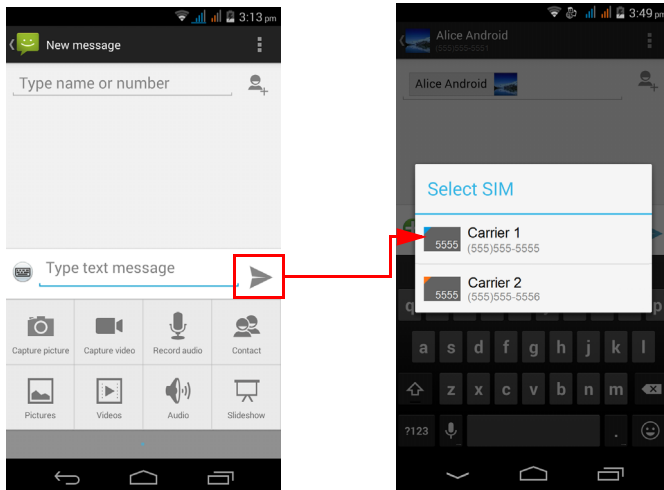 3:13 pm
New message
Type name or number
Type text message
Capture picture
Capture video
Record audio
Contact
Pictures
Videos
Audio
Slideshow
3:49 pm
Alice Android
(555)555-5551
Alice Android
Select SIM
5555
Carrier 1
(555)555-5555
5555
Carrier 2
(555)555-5556
q
p
a s d f g h j k l
z x c v b n m
?123
.